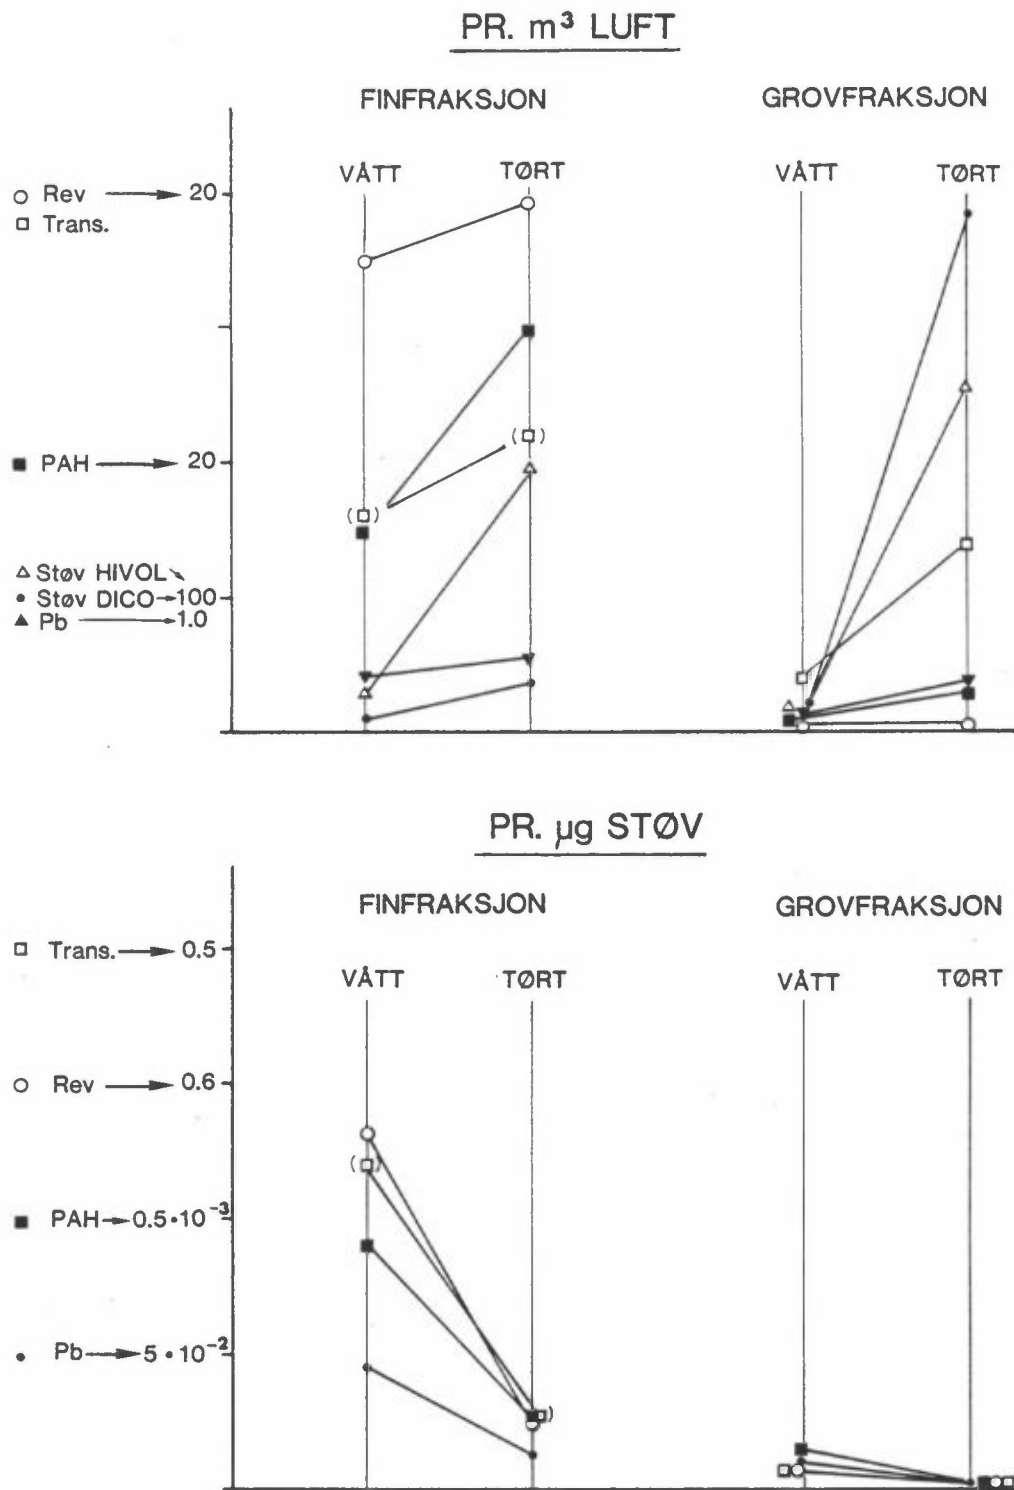 PR. m³ LUFT
FINFRAKSJON
GROVFRAKSJON
VÅTT
TØRT
VÅTT
TØRT
Rev 20
Trans.
PAH 20
Støv HIVOL
Støv DICO 100
Pb 1.0
PR. µg STØV
FINFRAKSJON
GROVFRAKSJON
VÅTT
TØRT
VÅTT
TØRT
Trans. 0.5
Rev 0.6
PAH 0.5•10⁻³
Pb 5•10⁻²